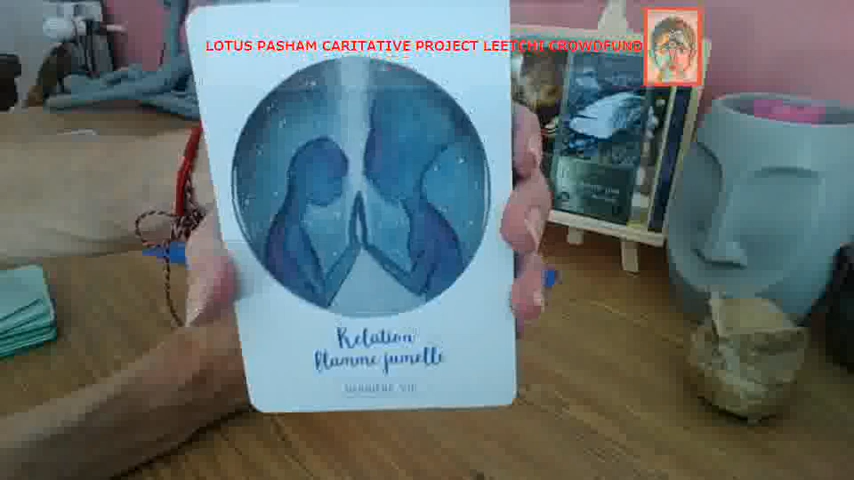 LOTUS PASHAM CARITATIVE PROJECT LEETCHI CROWDFUND
Relation
flamme jumelle